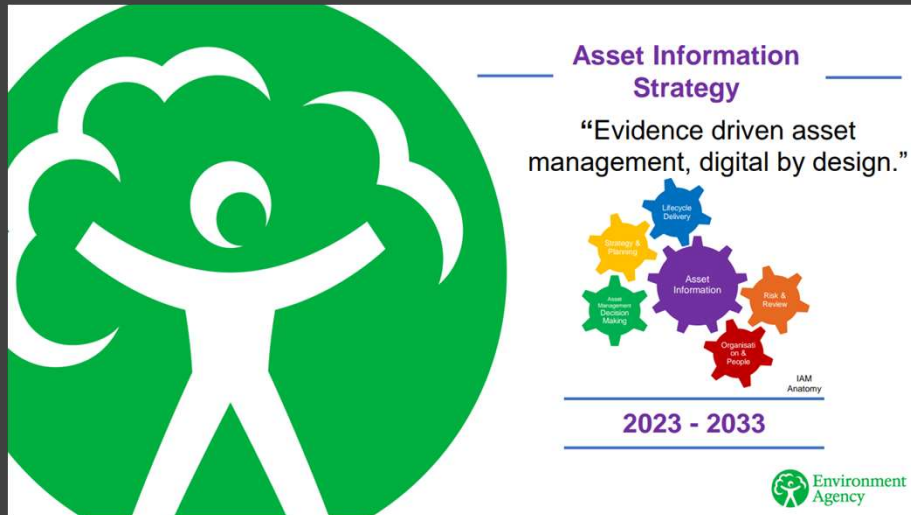 Asset Information
Strategy
“Evidence driven asset
management, digital by design.”
Lifecycle
Delivery
Strategy &
Planning
Asset
Information
Asset
Management
Decision
Making
Risk &
Review
Organisati
on &
People
IAM
Anatomy
2023 - 2033
Environment
Agency